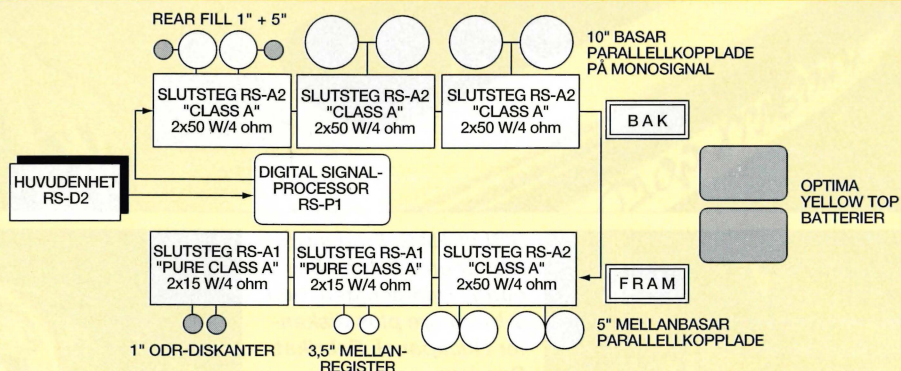 REAR FILL 1" + 5"
10" BASAR
PARALLELLKOPPLADE
PÅ MONOSIGNAL
SLUTSTEG RS-A2
"CLASS A"
2x50 W/4 ohm
SLUTSTEG RS-A2
"CLASS A"
2x50 W/4 ohm
SLUTSTEG RS-A2
"CLASS A"
2x50 W/4 ohm
BAK
HUVUDENHET
RS-D2
DIGITAL SIGNAL-
PROCESSOR
RS-P1
OPTIMA
YELLOW TOP
BATTERIER
SLUTSTEG RS-A1
"PURE CLASS A"
2x15 W/4 ohm
SLUTSTEG RS-A1
"PURE CLASS A"
2x15 W/4 ohm
SLUTSTEG RS-A2
"CLASS A"
2x50 W/4 ohm
FRAM
1" ODR-DISKANTER
3,5" MELLAN-
REGISTER
5" MELLANBASAR
PARALLELLKOPPLADE